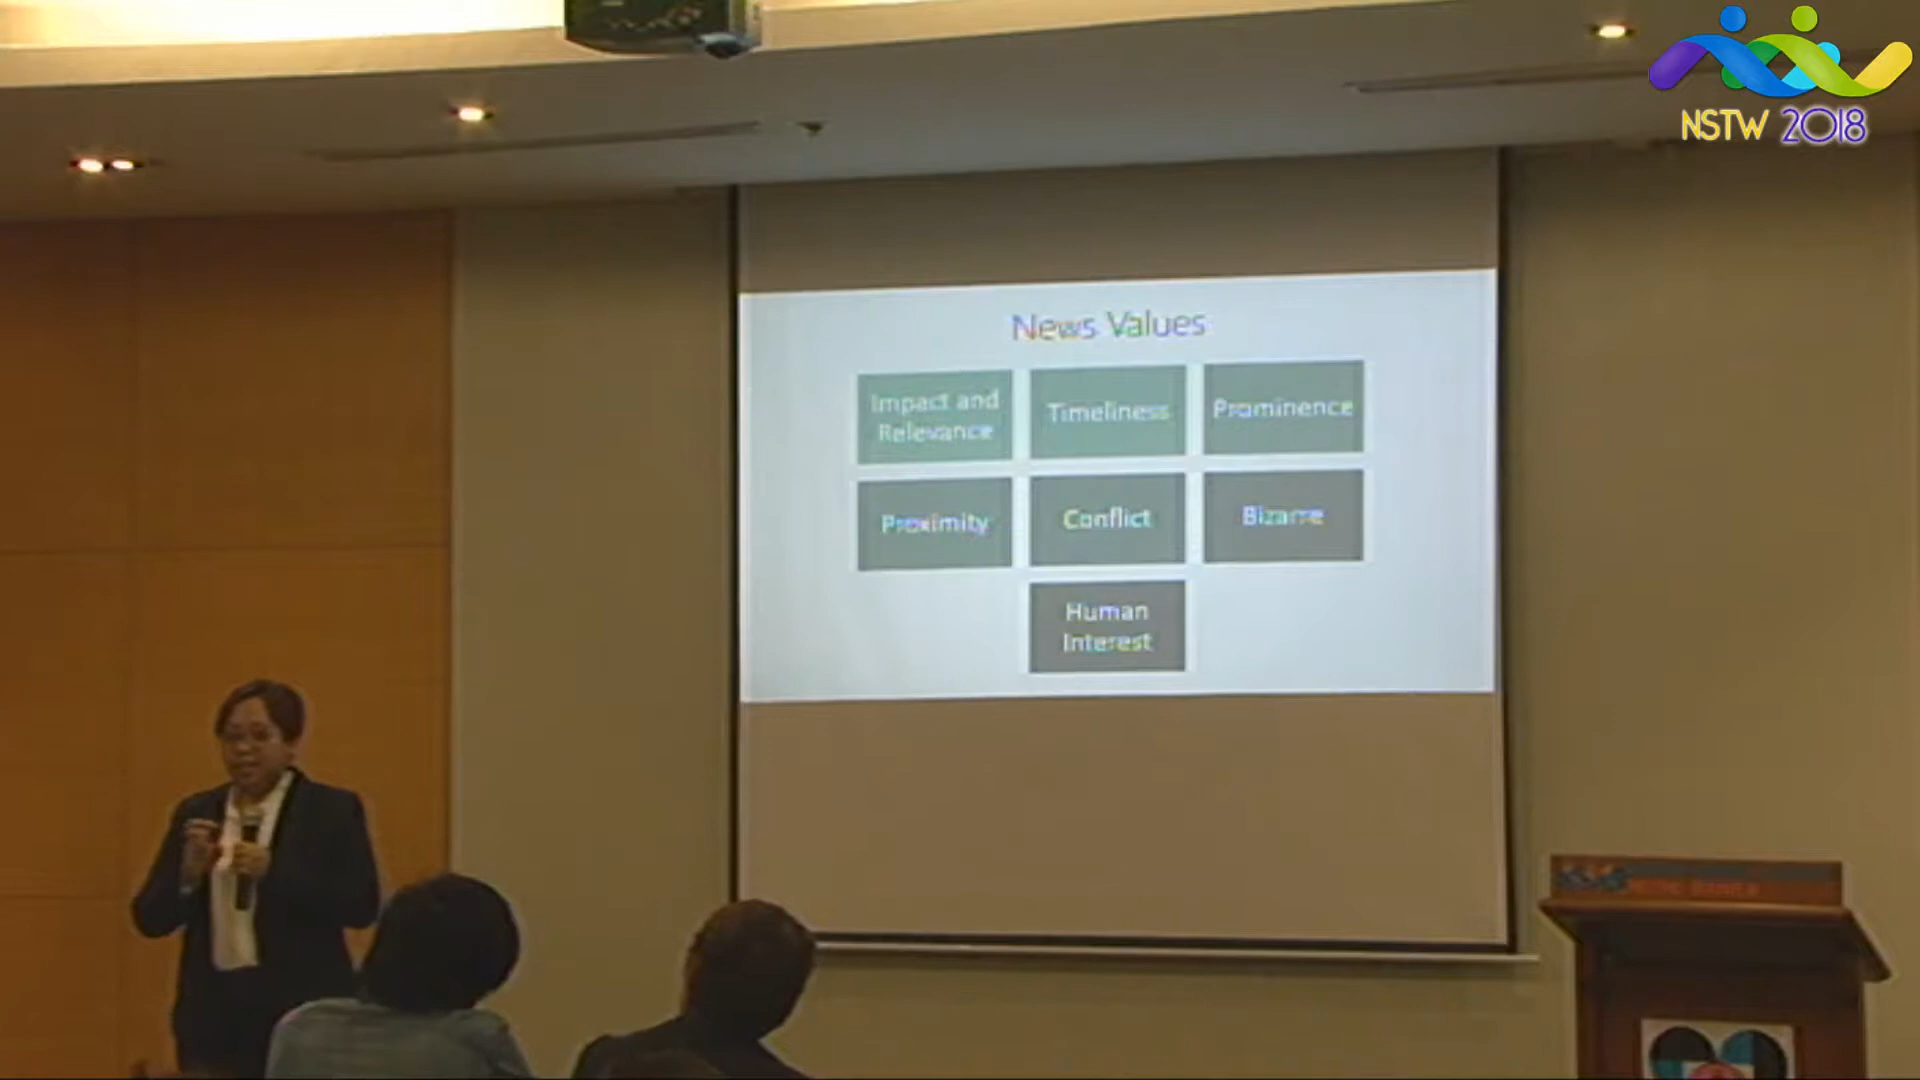 NSTW 2018
News Values
Impact and
Relevance
Timeliness
Prominence
Proximity
Conflict
Bizarre
Human
Interest